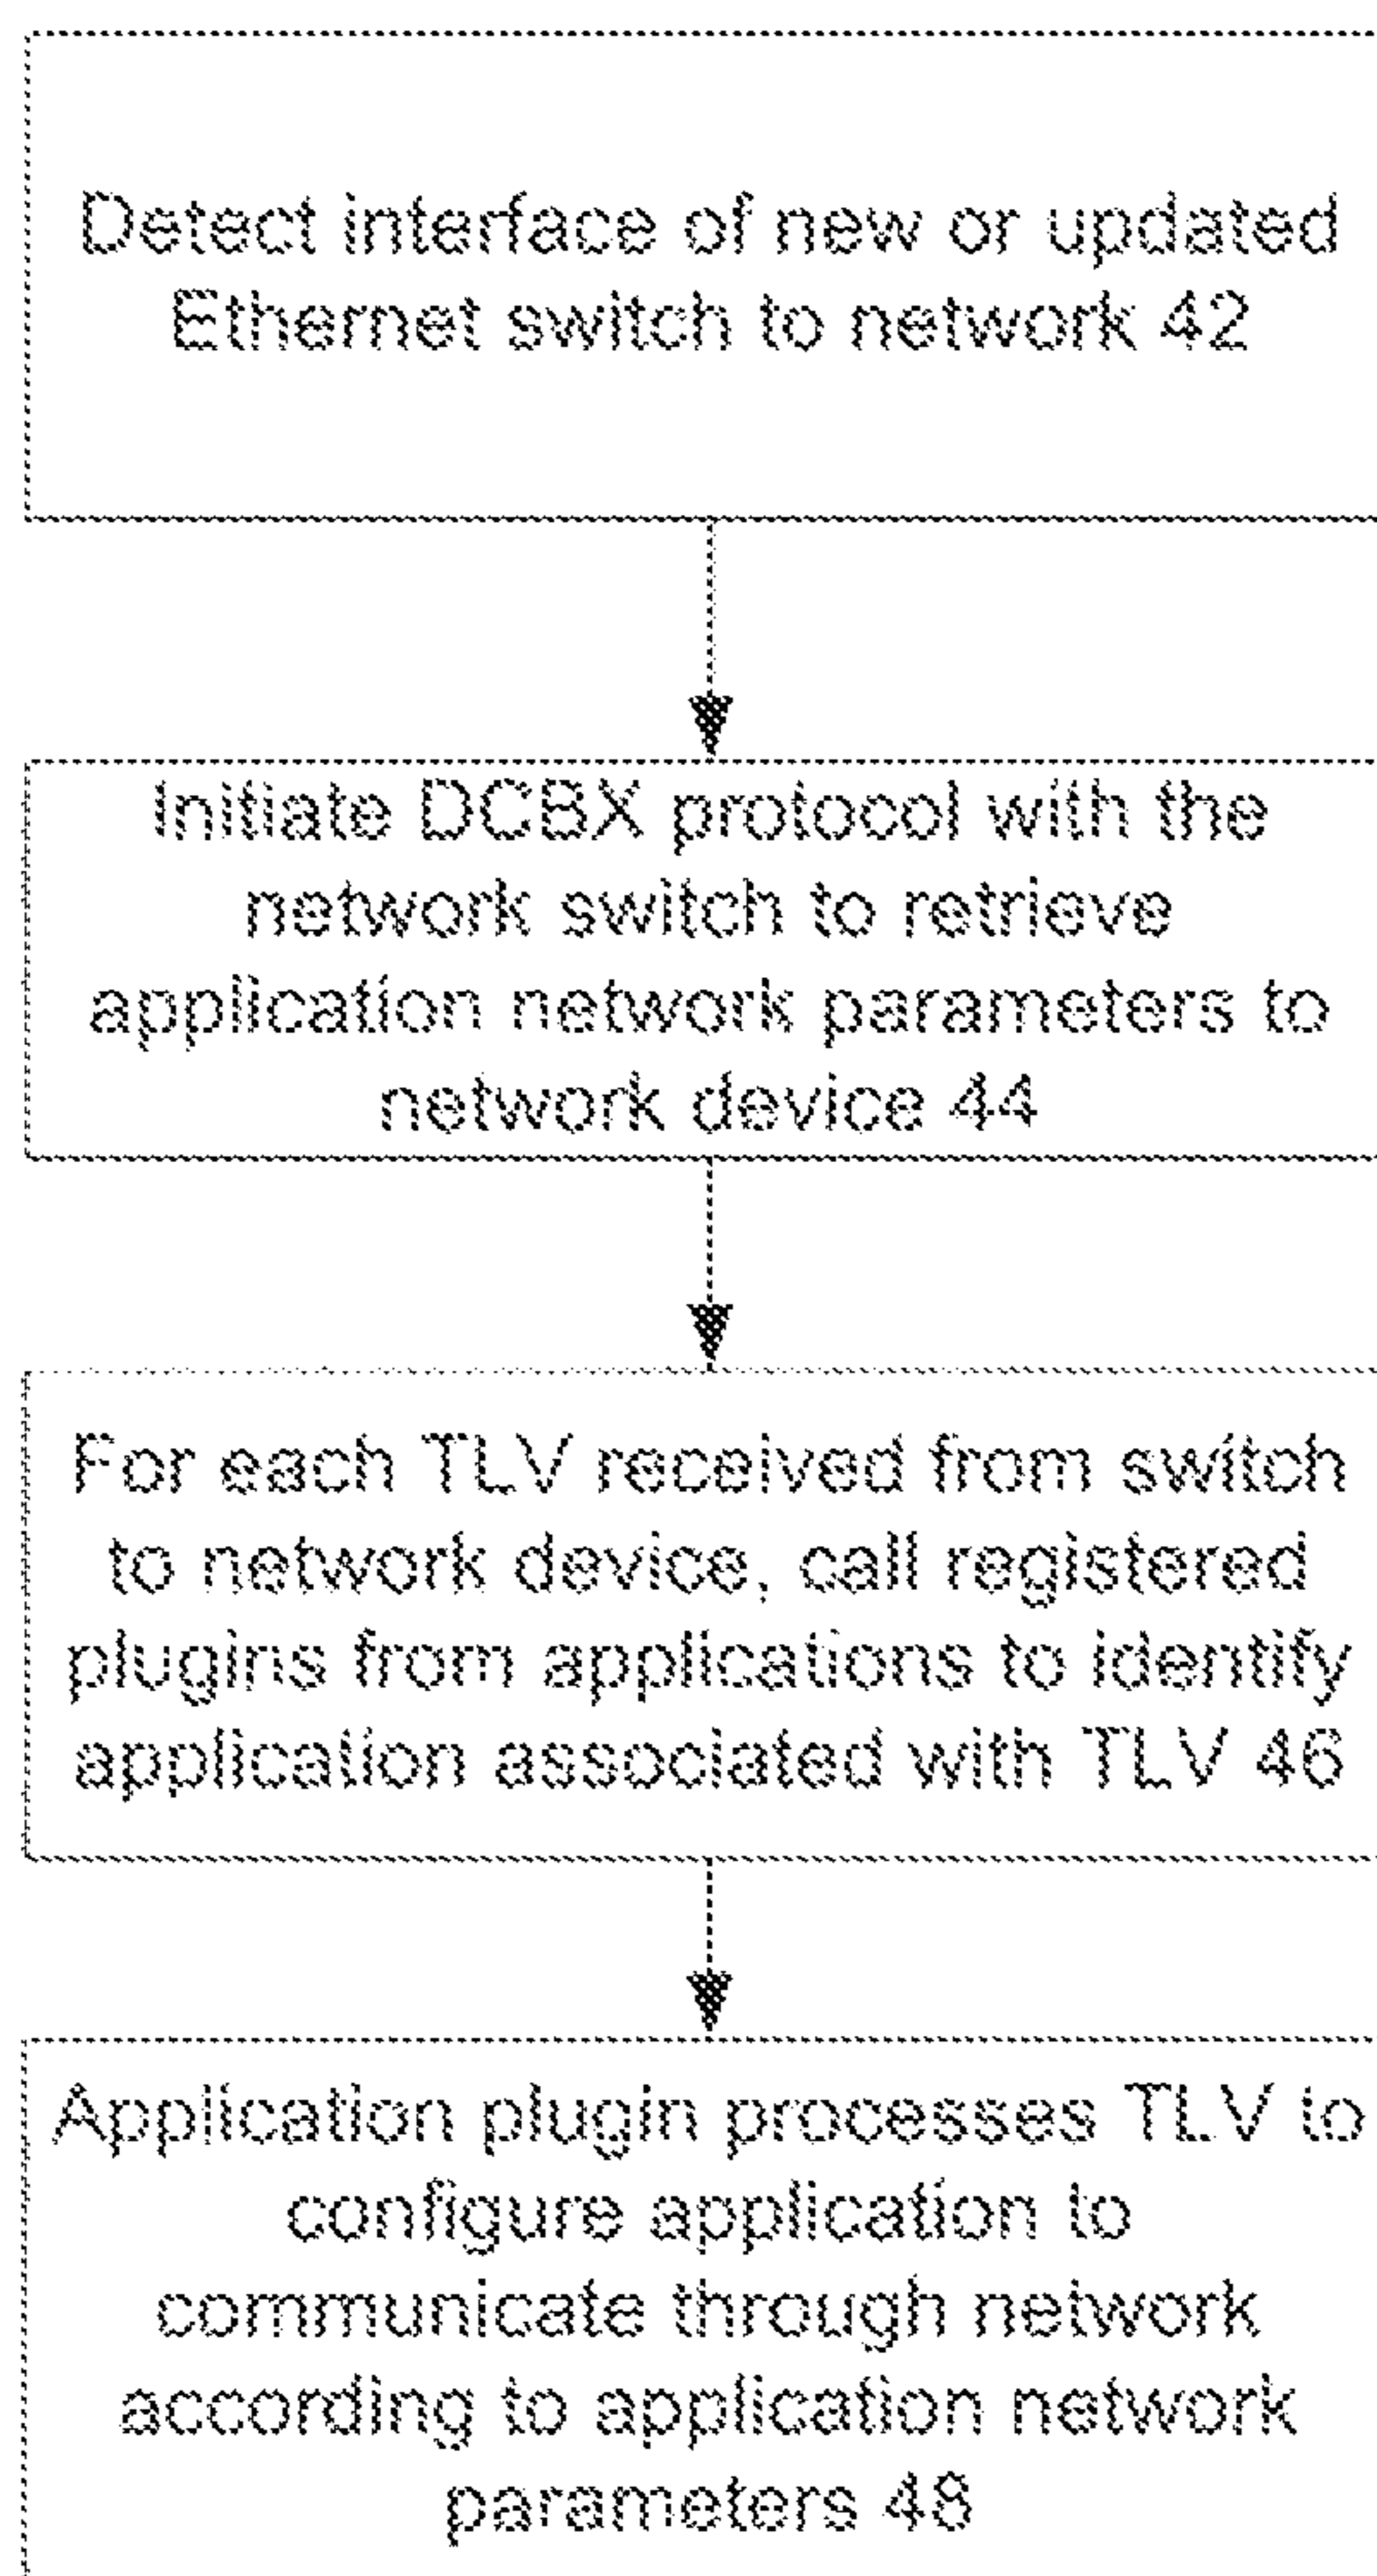 Detect interface of new or updated
Ethernet switch to network 42
Initiate DCBX protocol with the
network switch to retrieve
application network parameters to
network device 44
For each TLV received from switch
to network device, call registered
plugins from applications to identify
application associated with TLV 46
Application plugin processes TLV to
configure application to
communicate through network
according to application network
parameters 48